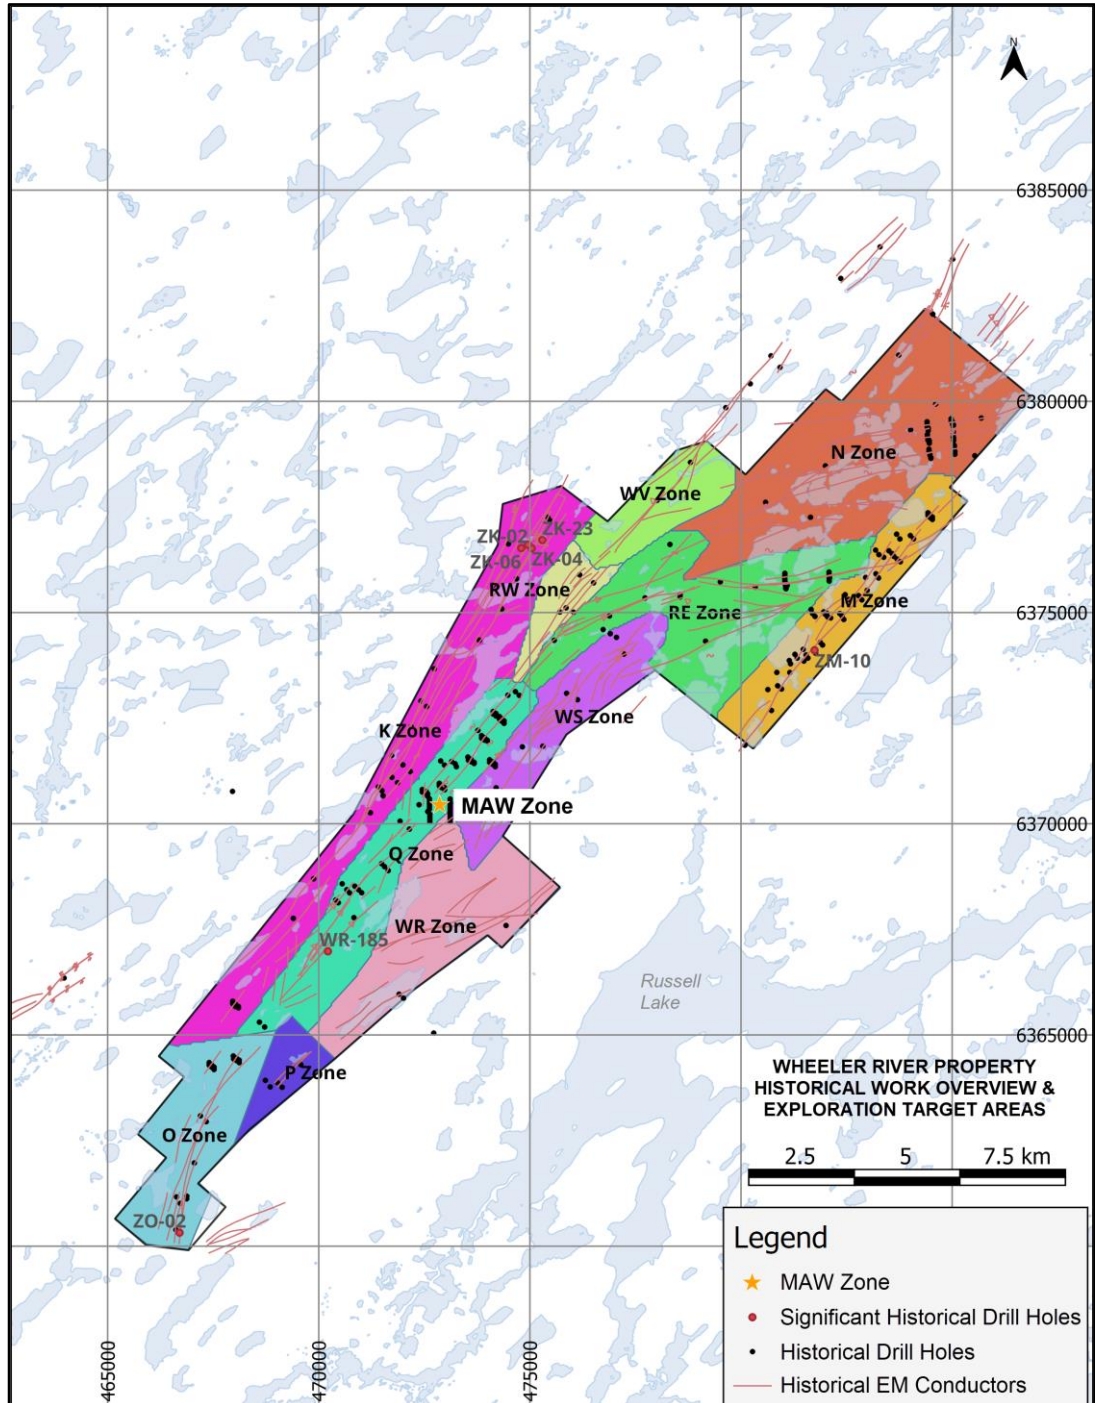 N
6385000
6380000
N Zone
WV Zone
ZK-23
ZK-02
ZK-04
ZK-06
RW Zone
M Zone
RE Zone
6375000
ZM-10
WS Zone
K Zone
MAW Zone
6370000
Q Zone
WR Zone
WR-185
Russell
Lake
6365000
P Zone
WHEELER RIVER PROPERTY
HISTORICAL WORK OVERVIEW &
EXPLORATION TARGET AREAS
O Zone
2.5 5 7.5 km
ZO-02
Legend
MAW Zone
Significant Historical Drill Holes
Historical Drill Holes
Historical EM Conductors
465000
470000
475000